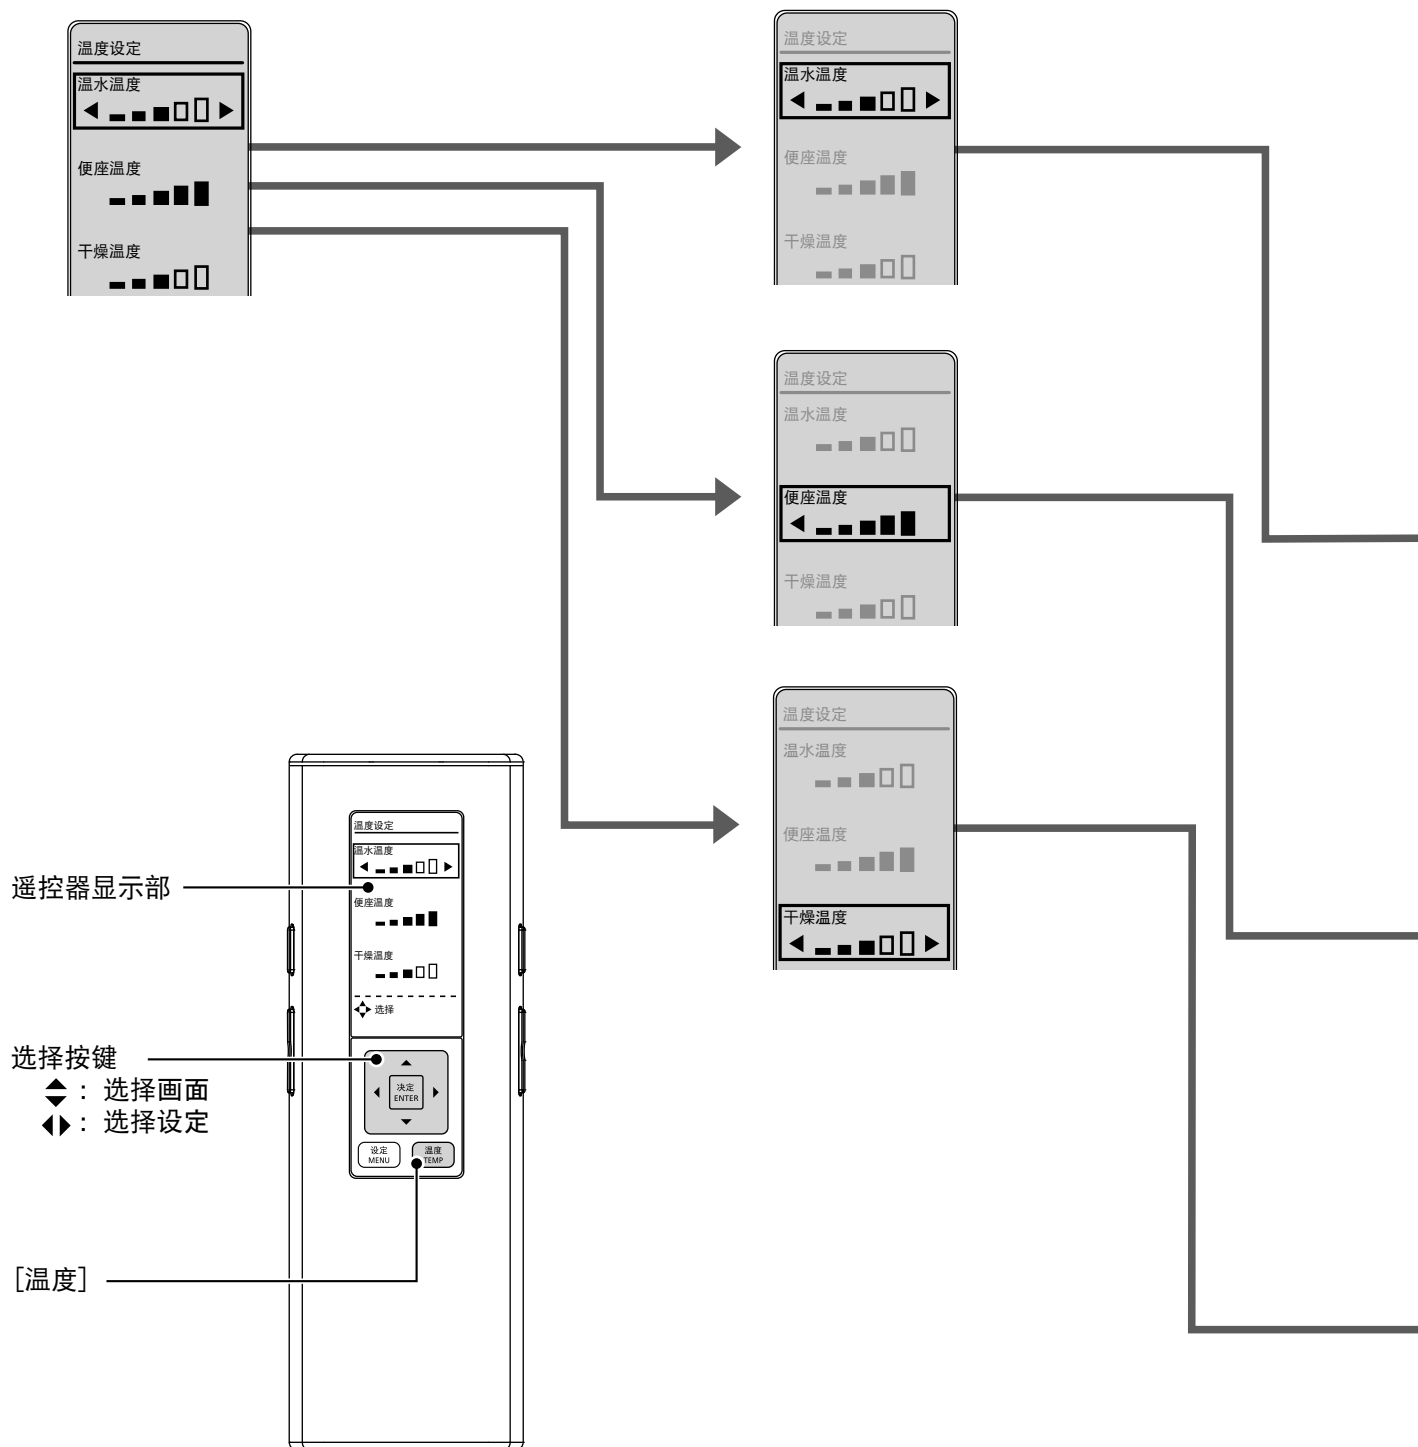 温度设定
温水温度
便座温度
干燥温度
温度设定
温水温度
便座温度
干燥温度
温度设定
温水温度
便座温度
干燥温度
温度设定
温水温度
便座温度
干燥温度
温度设定
温水温度
便座温度
干燥温度
选择
决定
ENTER
设定
MENU
温度
TEMP
遥控器显示部
选择按键
：选择画面
：选择设定
[温度]